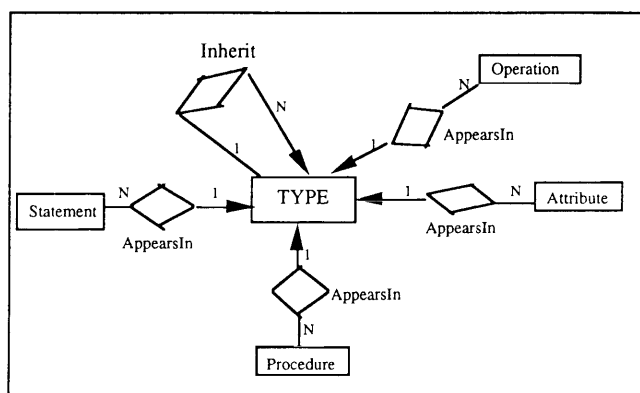 Inherit
Operation
N
N
AppearsIn
1
1
TYPE
N
1
1
N
Statement
Attribute
AppearsIn
AppearsIn
1
AppearsIn
N
Procedure